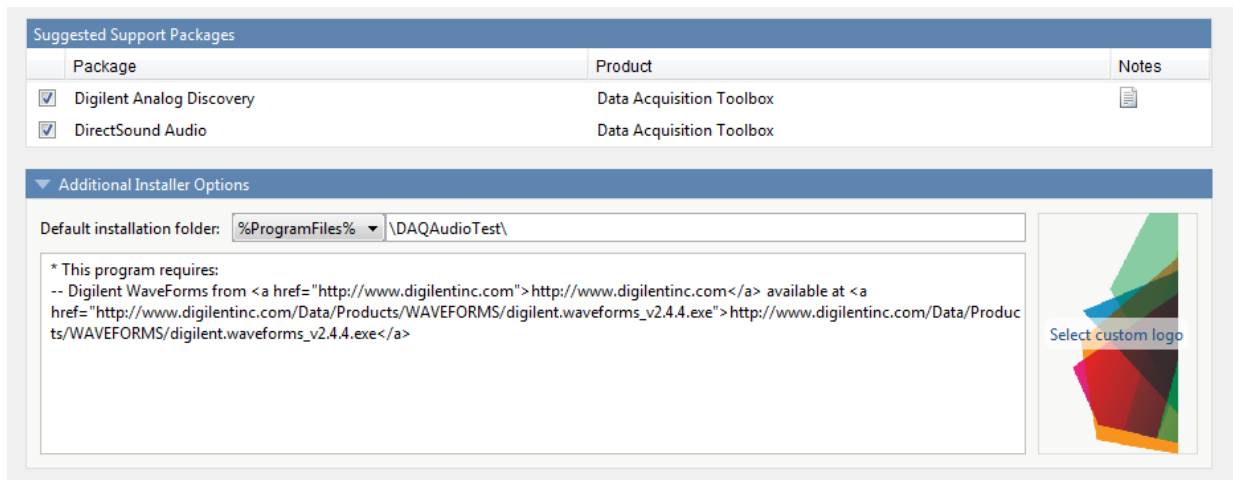 Suggested Support Packages
Package Product Notes
Digilent Analog Discovery Data Acquisition Toolbox
DirectSound Audio Data Acquisition Toolbox
Additional Installer Options
Default installation folder: %ProgramFiles% \DAQAudioTest\
* This program requires:
-- Digilent WaveForms from <a href="http://www.digilentinc.com">http://www.digilentinc.com</a> available at <a
href="http://www.digilentinc.com/Data/Products/WAVEFORMS/digilent.waveforms_v2.4.4.exe">http://www.digilentinc.com/Data/Produc
ts/WAVEFORMS/digilent.waveforms_v2.4.4.exe</a>
Select custom logo